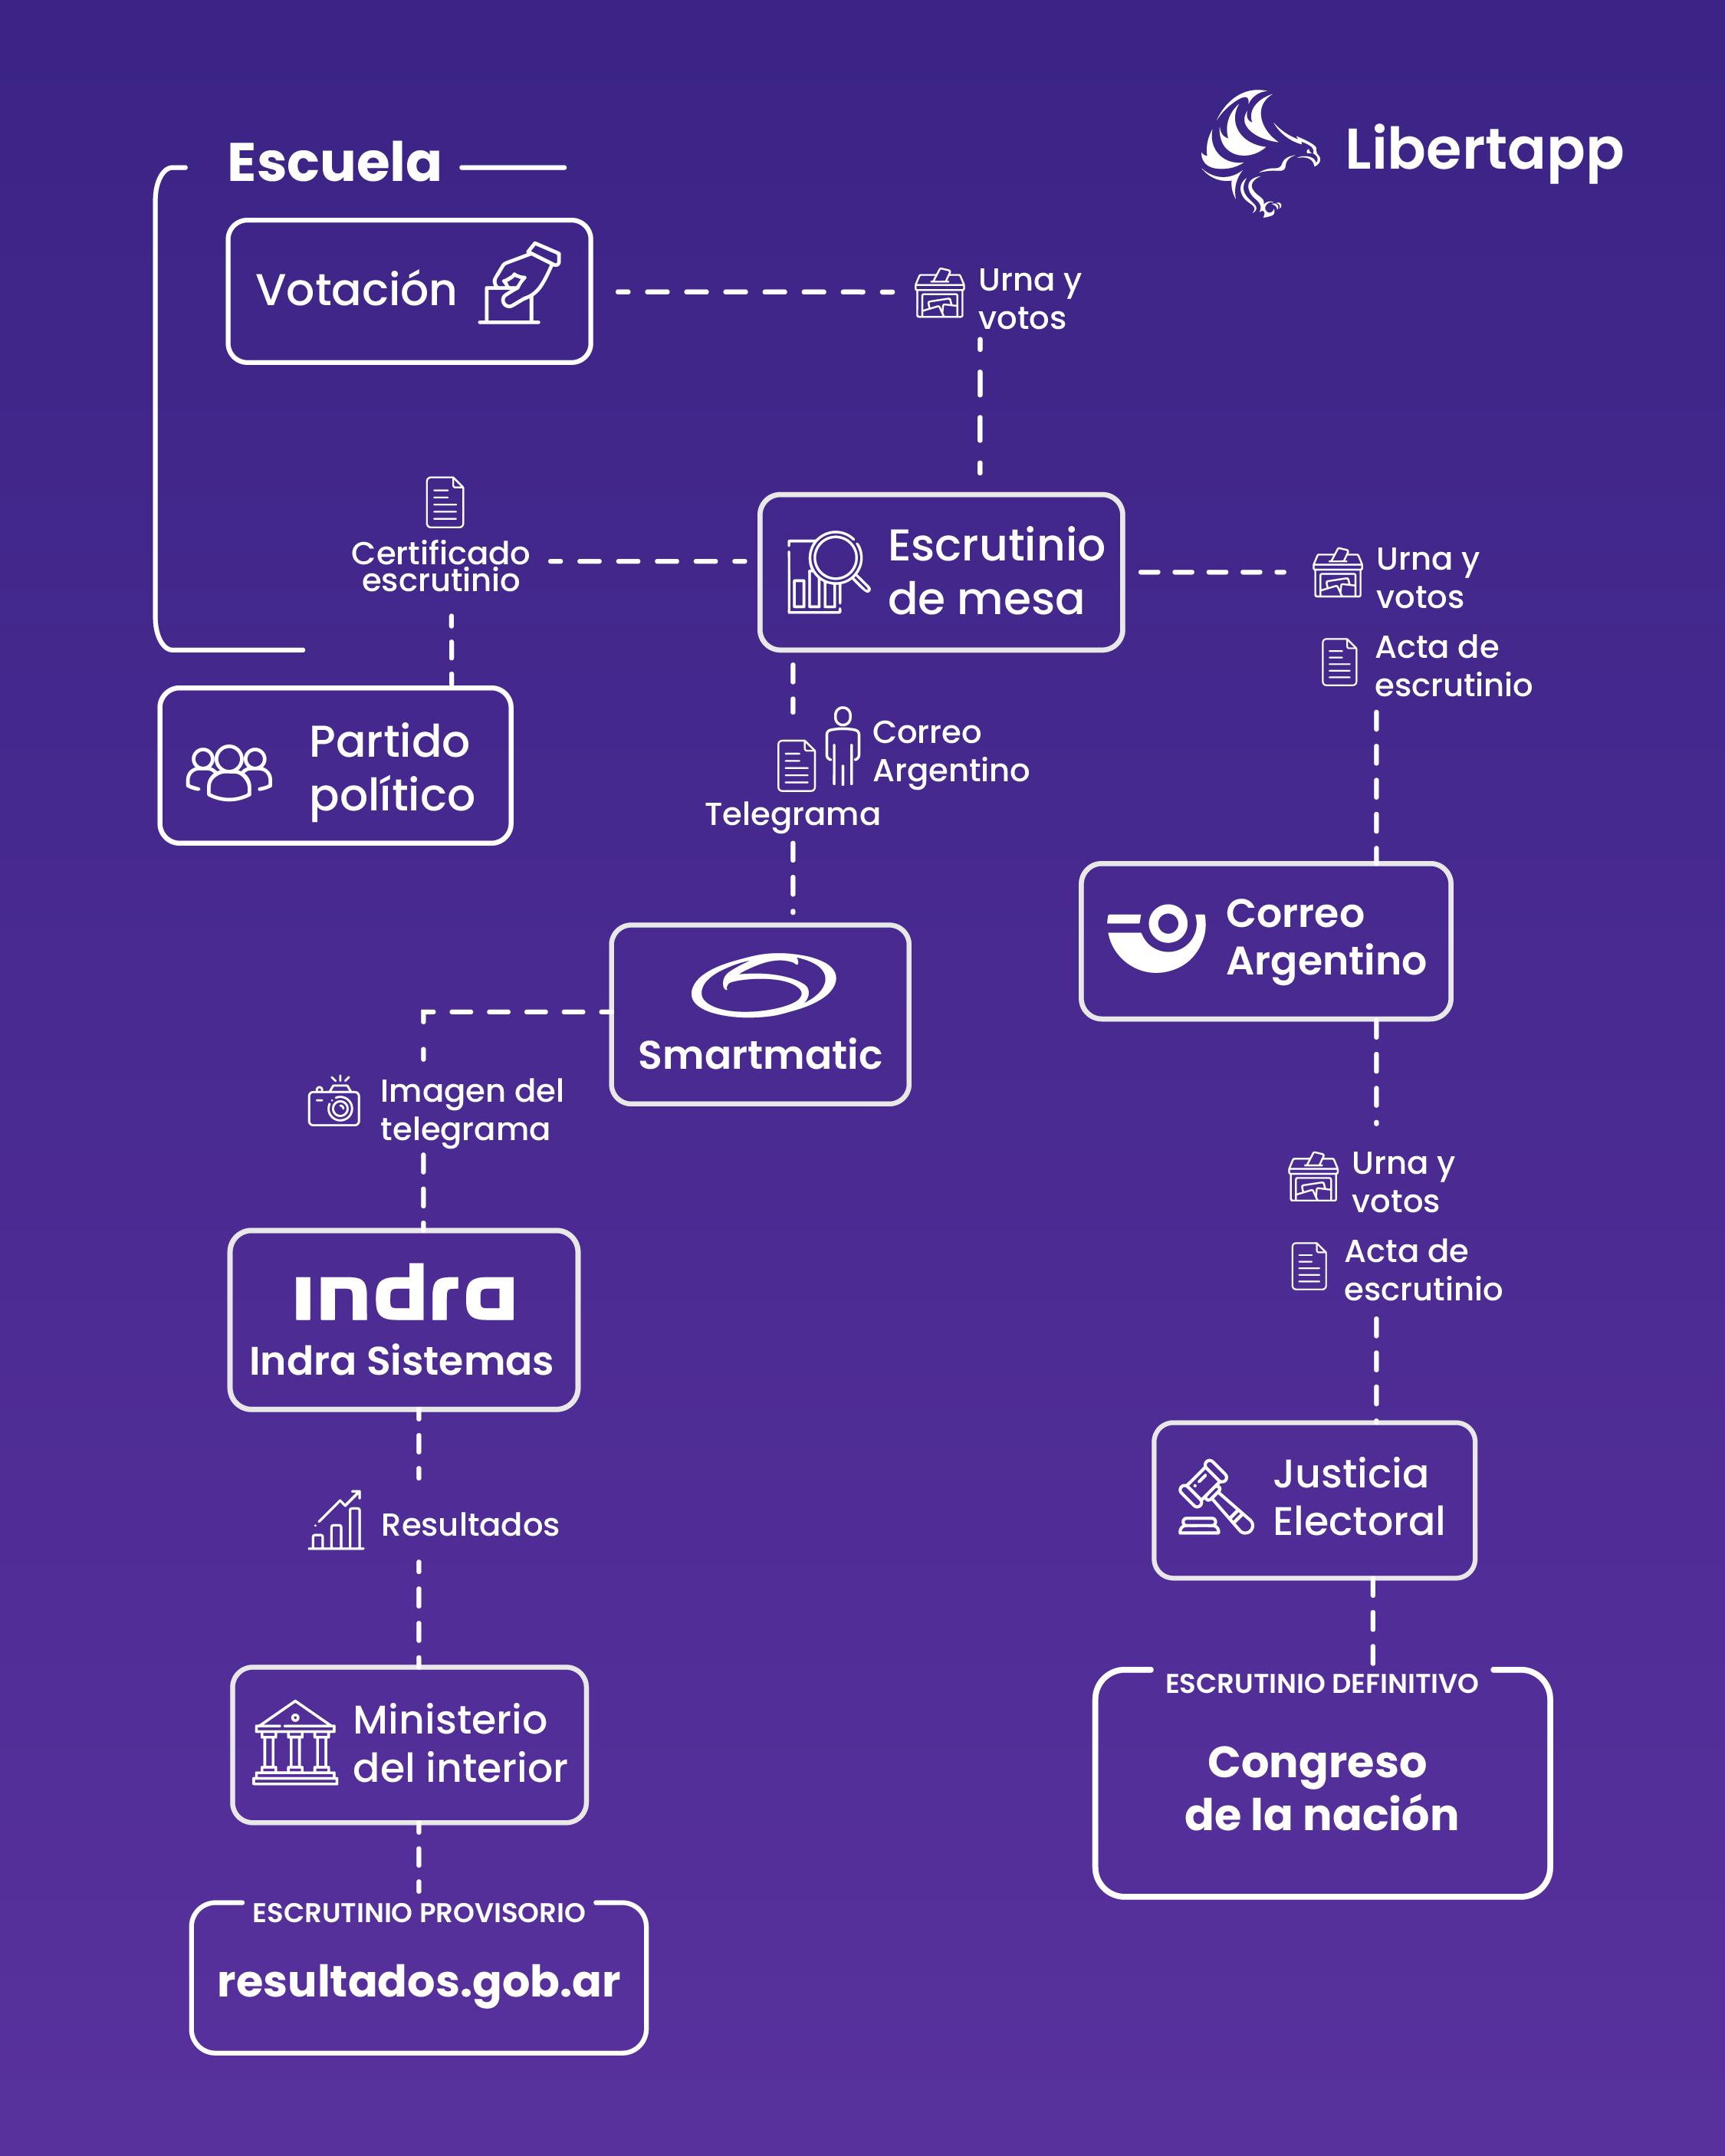 Escuela
Libertapp
Votación
Urna y
votos
Certificado
escrutinio
Escrutinio
de mesa
Urna y
votos
Acta de
escrutinio
Partido
político
Correo
Argentino
Telegrama
Correo
Argentino
Smartmatic
Imagen del
telegrama
Urna y
votos
Acta de
escrutinio
indra
Indra Sistemas
Resultados
Justicia
Electoral
Ministerio
del interior
ESCRUTINIO DEFINITIVO
Congreso
de la nación
ESCRUTINIO PROVISORIO
resultados.gob.ar